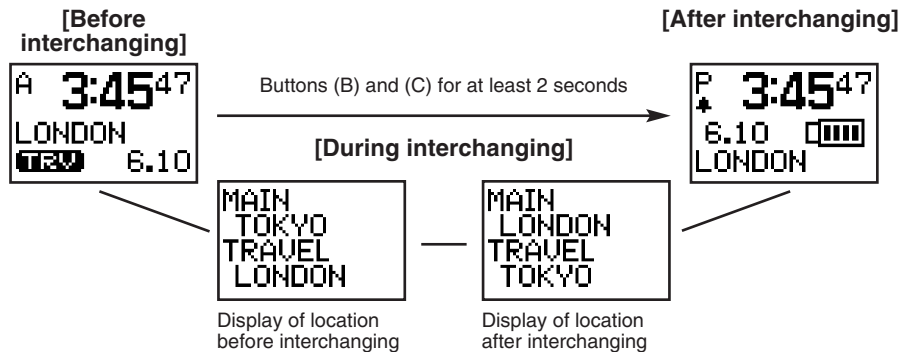 [Before
interchanging]
[After interchanging]
A 3:45 47
LONDON
TRV 6.10
Buttons (B) and (C) for at least 2 seconds
P 3:45 47
6.10
LONDON
[During interchanging]
MAIN
TOKYO
TRAVEL
LONDON
MAIN
LONDON
TRAVEL
TOKYO
Display of location
before interchanging
Display of location
after interchanging